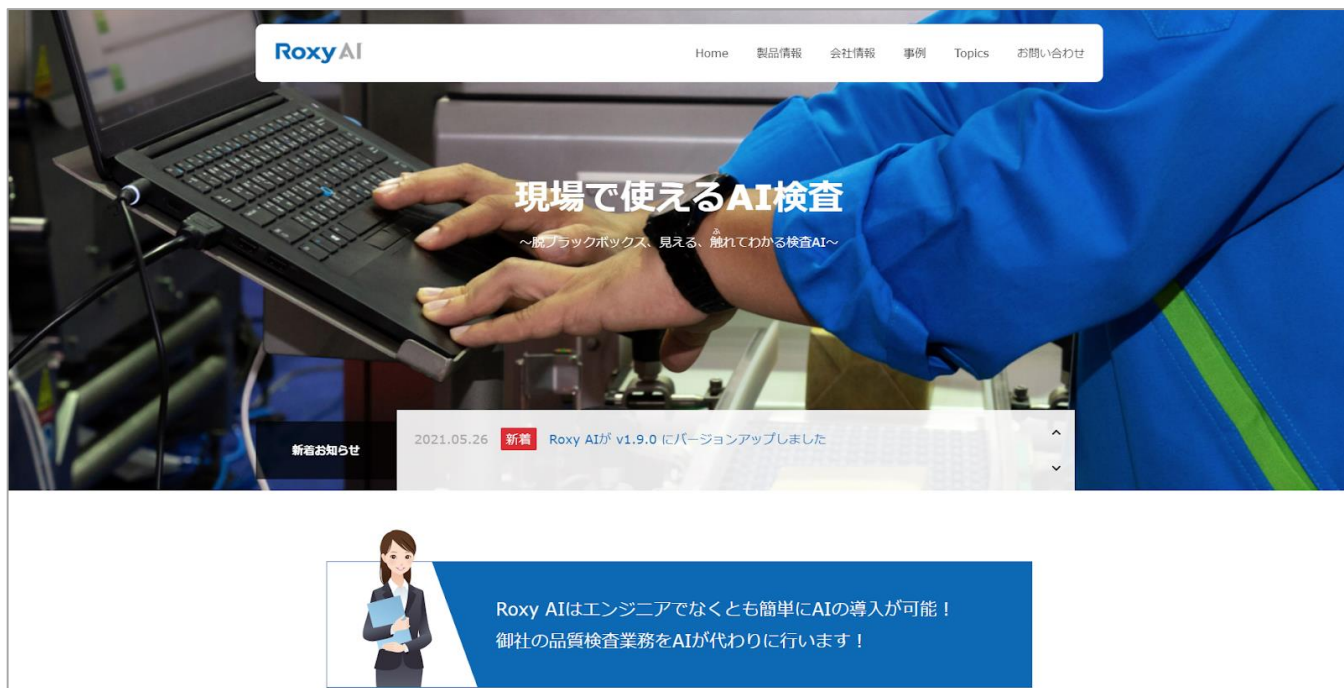 Roxy AI
Home 製品情報 会社情報 事例 Topics お問い合わせ
現場で使えるAI検査
ふ
～脱ブラックボックス、見える、触れてわかる検査AI～
新着お知らせ
2021.05.26 新着 Roxy AIが v1.9.0 にバージョンアップしました
Roxy AIはエンジニアでなくとも簡単にAIの導入が可能！
御社の品質検査業務をAIが代わりに行います！